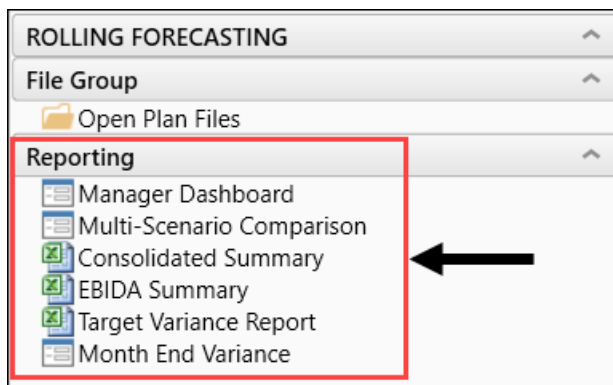 ROLLING FORECASTING
File Group
Open Plan Files
Reporting
Manager Dashboard
Multi-Scenario Comparison
Consolidated Summary
EBIDA Summary
Target Variance Report
Month End Variance